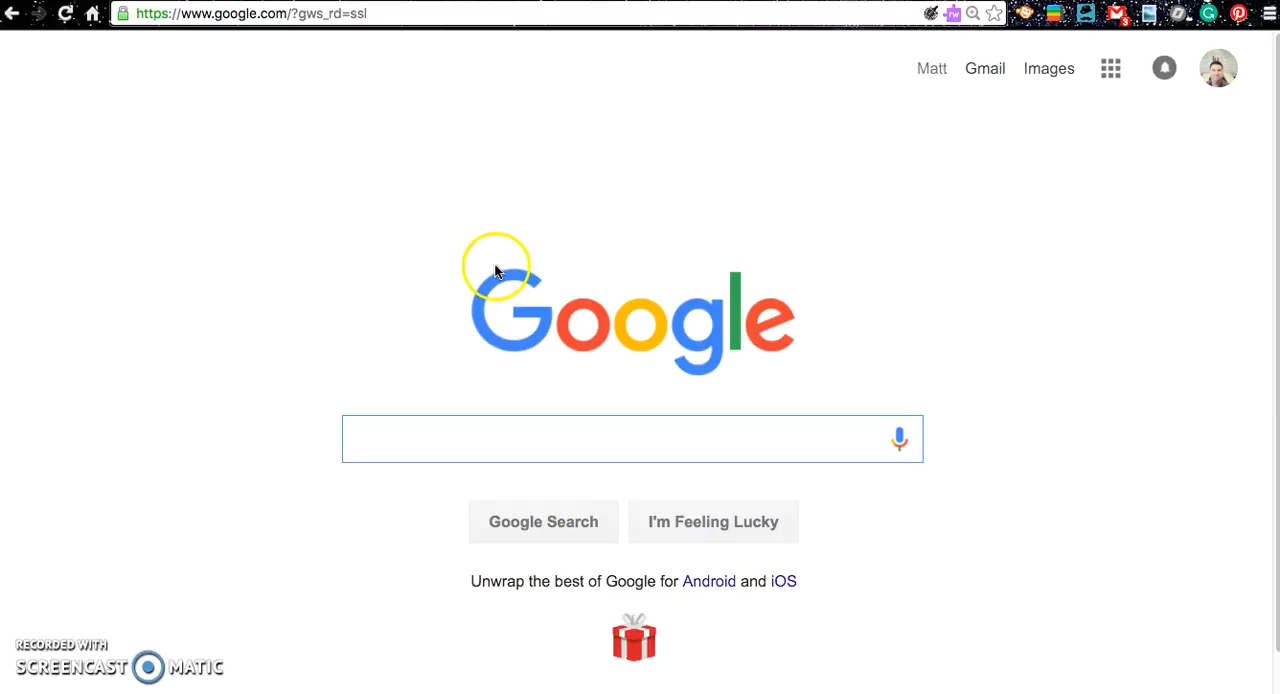 https://www.google.com/?gws_rd=ssl
3
Matt Gmail Images
Google
Google Search I'm Feeling Lucky
Unwrap the best of Google for Android and iOS
RECORDED WITH
SCREENCAST MATIC